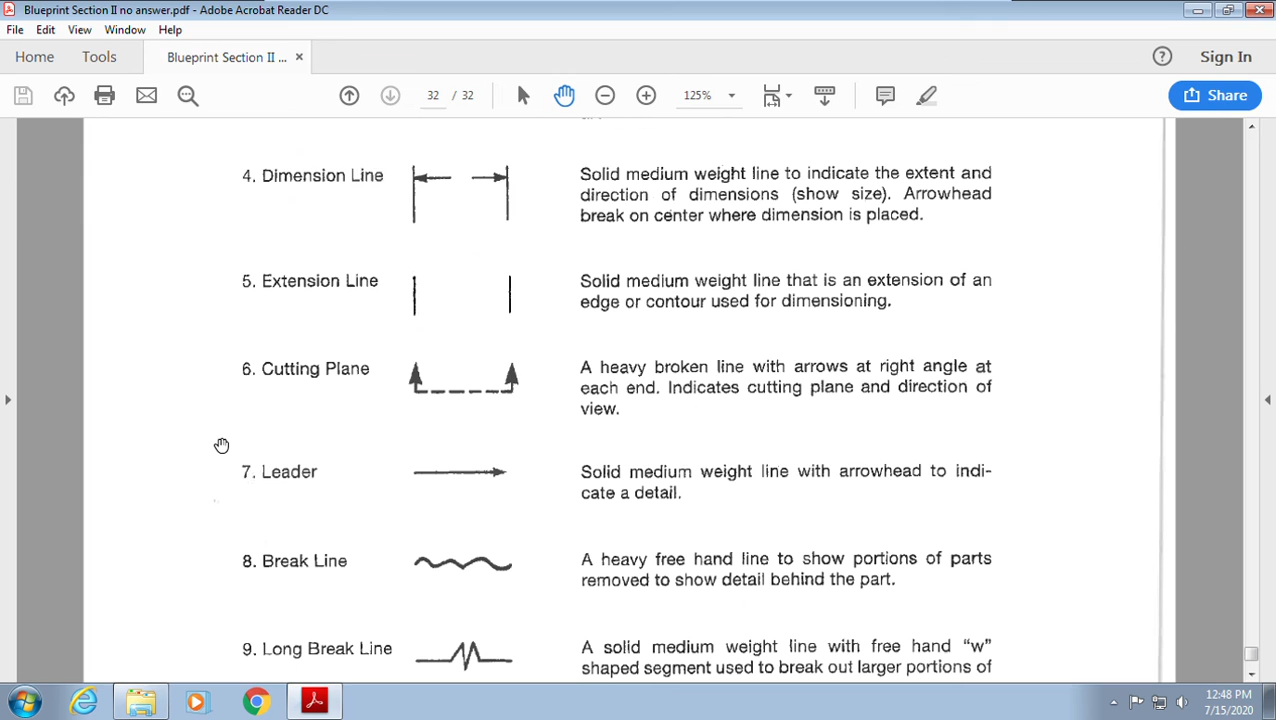 Blueprint Section II no answer.pdf - Adobe Acrobat Reader DC
File Edit View Window Help
Home Tools Blueprint Section II ... × Sign In
32 / 32 125% Share
4. Dimension Line
Solid medium weight line to indicate the extent and
direction of dimensions (show size). Arrowhead
break on center where dimension is placed.
5. Extension Line
Solid medium weight line that is an extension of an
edge or contour used for dimensioning.
6. Cutting Plane
A heavy broken line with arrows at right angle at
each end. Indicates cutting plane and direction of
view.
7. Leader
Solid medium weight line with arrowhead to indi-
cate a detail.
8. Break Line
A heavy free hand line to show portions of parts
removed to show detail behind the part.
9. Long Break Line
A solid medium weight line with free hand “w”
shaped segment used to break out larger portions of
12:48 PM
7/15/2020